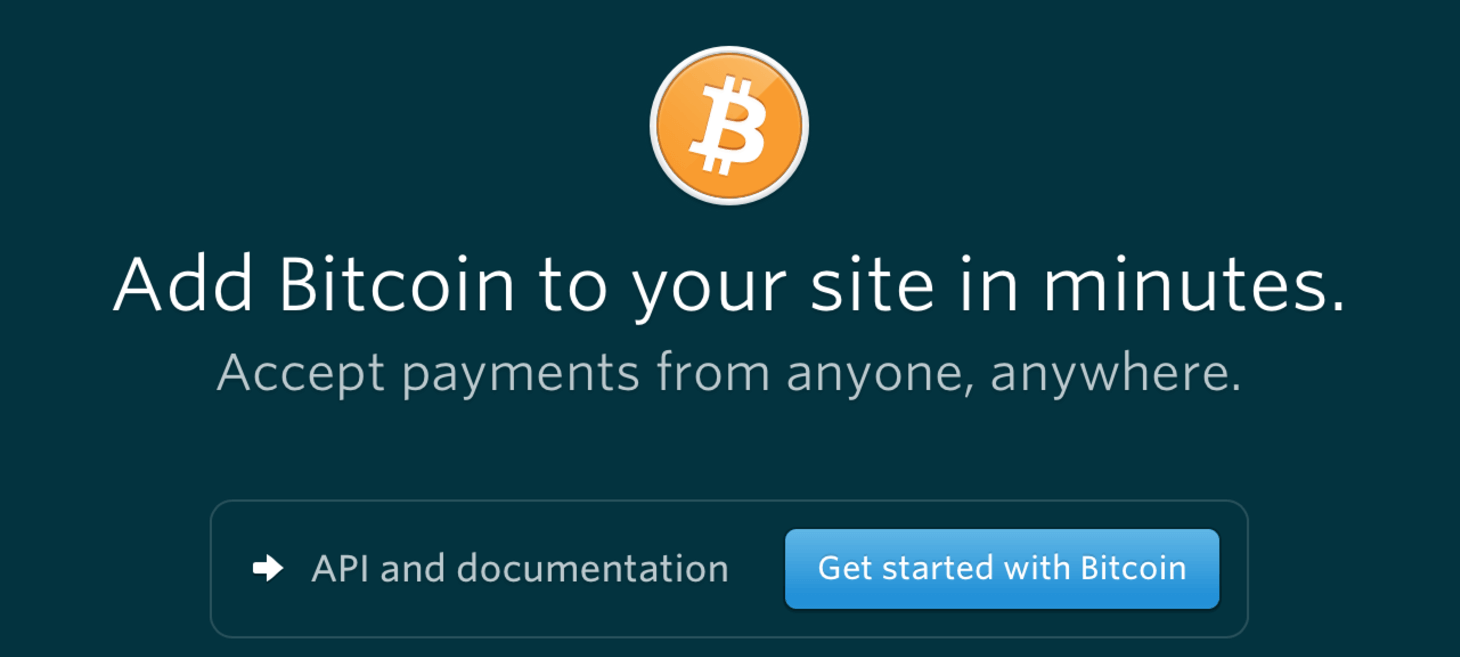 Add Bitcoin to your site in minutes.
Accept payments from anyone, anywhere.
API and documentation
Get started with Bitcoin